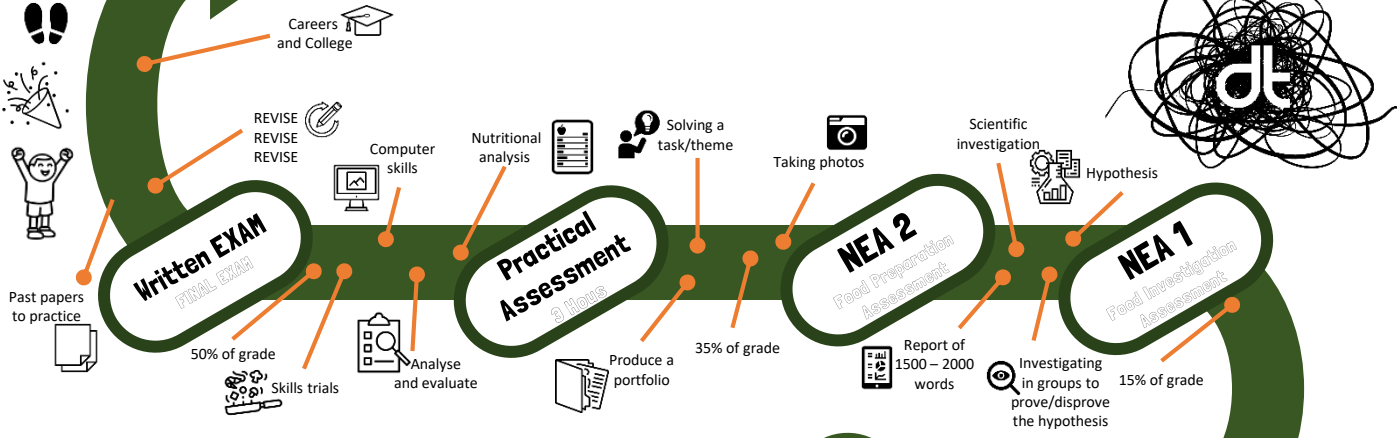 Careers
and College
dt
REVISE
REVISE
REVISE
Computer
skills
Nutritional
analysis
Solving a
task/theme
Taking photos
Scientific
investigation
Hypothesis
Written EXAM
FINAL EXAM
Practical
Assessment
3 Hous
NEA 2
Food Preparation
Assessment
NEA 1
Food Investigation
Assessment
Past papers
to practice
50% of grade
Skills trials
Analyse
and evaluate
Produce a
portfolio
35% of grade
Report of
1500 – 2000
words
Investigating
in groups to
prove/disprove
the hypothesis
15% of grade